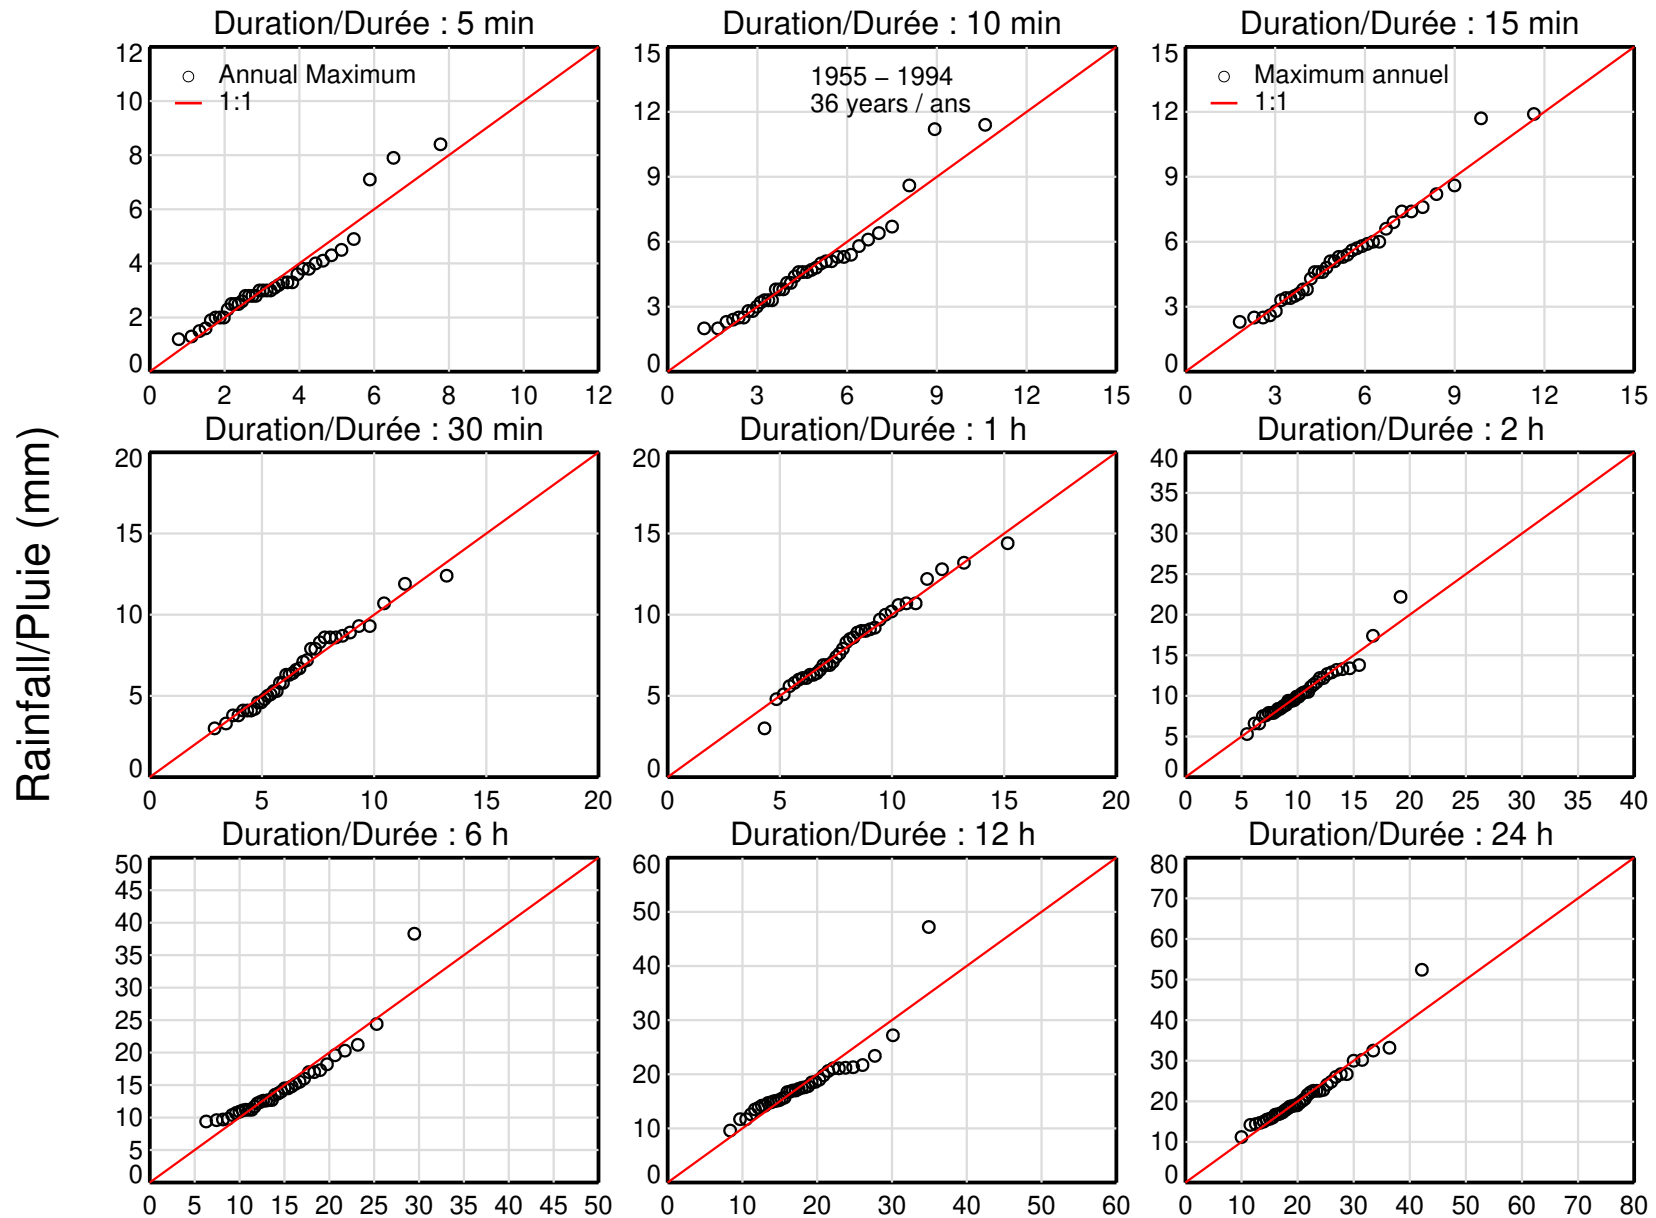 Duration/Durée : 5 min
12
10
8
6
4
2
0
0 2 4 6 8 10 12
Annual Maximum
1:1
Duration/Durée : 10 min
15
12
9
6
3
0
0 3 6 9 12 15
1955 − 1994
36 years / ans
Duration/Durée : 15 min
15
12
9
6
3
0
0 3 6 9 12 15
Maximum annuel
1:1
Rainfall/Pluie (mm)
Duration/Durée : 30 min
20
15
10
5
0
0 5 10 15 20
Duration/Durée : 1 h
20
15
10
5
0
0 5 10 15 20
Duration/Durée : 2 h
40
35
30
25
20
15
10
5
0
0 5 10 15 20 25 30 35 40
Duration/Durée : 6 h
50
45
40
35
30
25
20
15
10
5
0
0 5 10 15 20 25 30 35 40 45 50
Duration/Durée : 12 h
60
50
40
30
20
10
0
0 10 20 30 40 50 60
Duration/Durée : 24 h
80
70
60
50
40
30
20
10
0
0 10 20 30 40 50 60 70 80